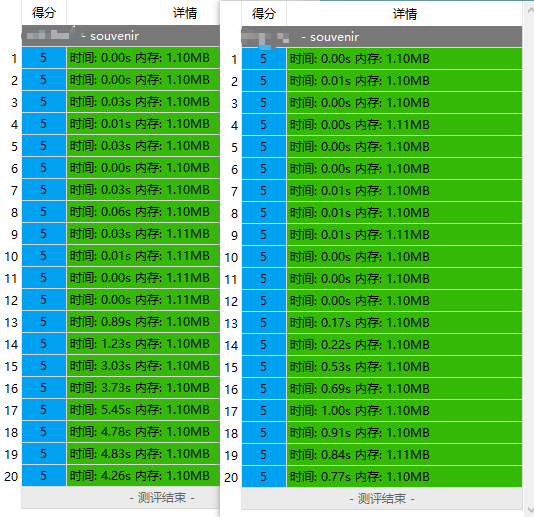 得分 详情
- souvenir
1 5 时间: 0.00s 内存: 1.10MB
2 5 时间: 0.00s 内存: 1.10MB
3 5 时间: 0.03s 内存: 1.10MB
4 5 时间: 0.01s 内存: 1.10MB
5 5 时间: 0.03s 内存: 1.10MB
6 5 时间: 0.00s 内存: 1.10MB
7 5 时间: 0.03s 内存: 1.10MB
8 5 时间: 0.06s 内存: 1.10MB
9 5 时间: 0.03s 内存: 1.11MB
10 5 时间: 0.01s 内存: 1.11MB
11 5 时间: 0.00s 内存: 1.11MB
12 5 时间: 0.00s 内存: 1.11MB
13 5 时间: 0.89s 内存: 1.10MB
14 5 时间: 1.23s 内存: 1.10MB
15 5 时间: 3.03s 内存: 1.10MB
16 5 时间: 3.73s 内存: 1.10MB
17 5 时间: 5.45s 内存: 1.10MB
18 5 时间: 4.78s 内存: 1.10MB
19 5 时间: 4.83s 内存: 1.10MB
20 5 时间: 4.26s 内存: 1.10MB
- 测评结束 -
得分 详情
- souvenir
1 5 时间: 0.00s 内存: 1.10MB
2 5 时间: 0.01s 内存: 1.10MB
3 5 时间: 0.00s 内存: 1.10MB
4 5 时间: 0.00s 内存: 1.11MB
5 5 时间: 0.00s 内存: 1.10MB
6 5 时间: 0.00s 内存: 1.10MB
7 5 时间: 0.01s 内存: 1.10MB
8 5 时间: 0.01s 内存: 1.10MB
9 5 时间: 0.01s 内存: 1.11MB
10 5 时间: 0.00s 内存: 1.10MB
11 5 时间: 0.00s 内存: 1.10MB
12 5 时间: 0.00s 内存: 1.10MB
13 5 时间: 0.17s 内存: 1.10MB
14 5 时间: 0.22s 内存: 1.10MB
15 5 时间: 0.53s 内存: 1.10MB
16 5 时间: 0.69s 内存: 1.10MB
17 5 时间: 1.00s 内存: 1.10MB
18 5 时间: 0.91s 内存: 1.10MB
19 5 时间: 0.84s 内存: 1.11MB
20 5 时间: 0.77s 内存: 1.10MB
- 测评结束 -